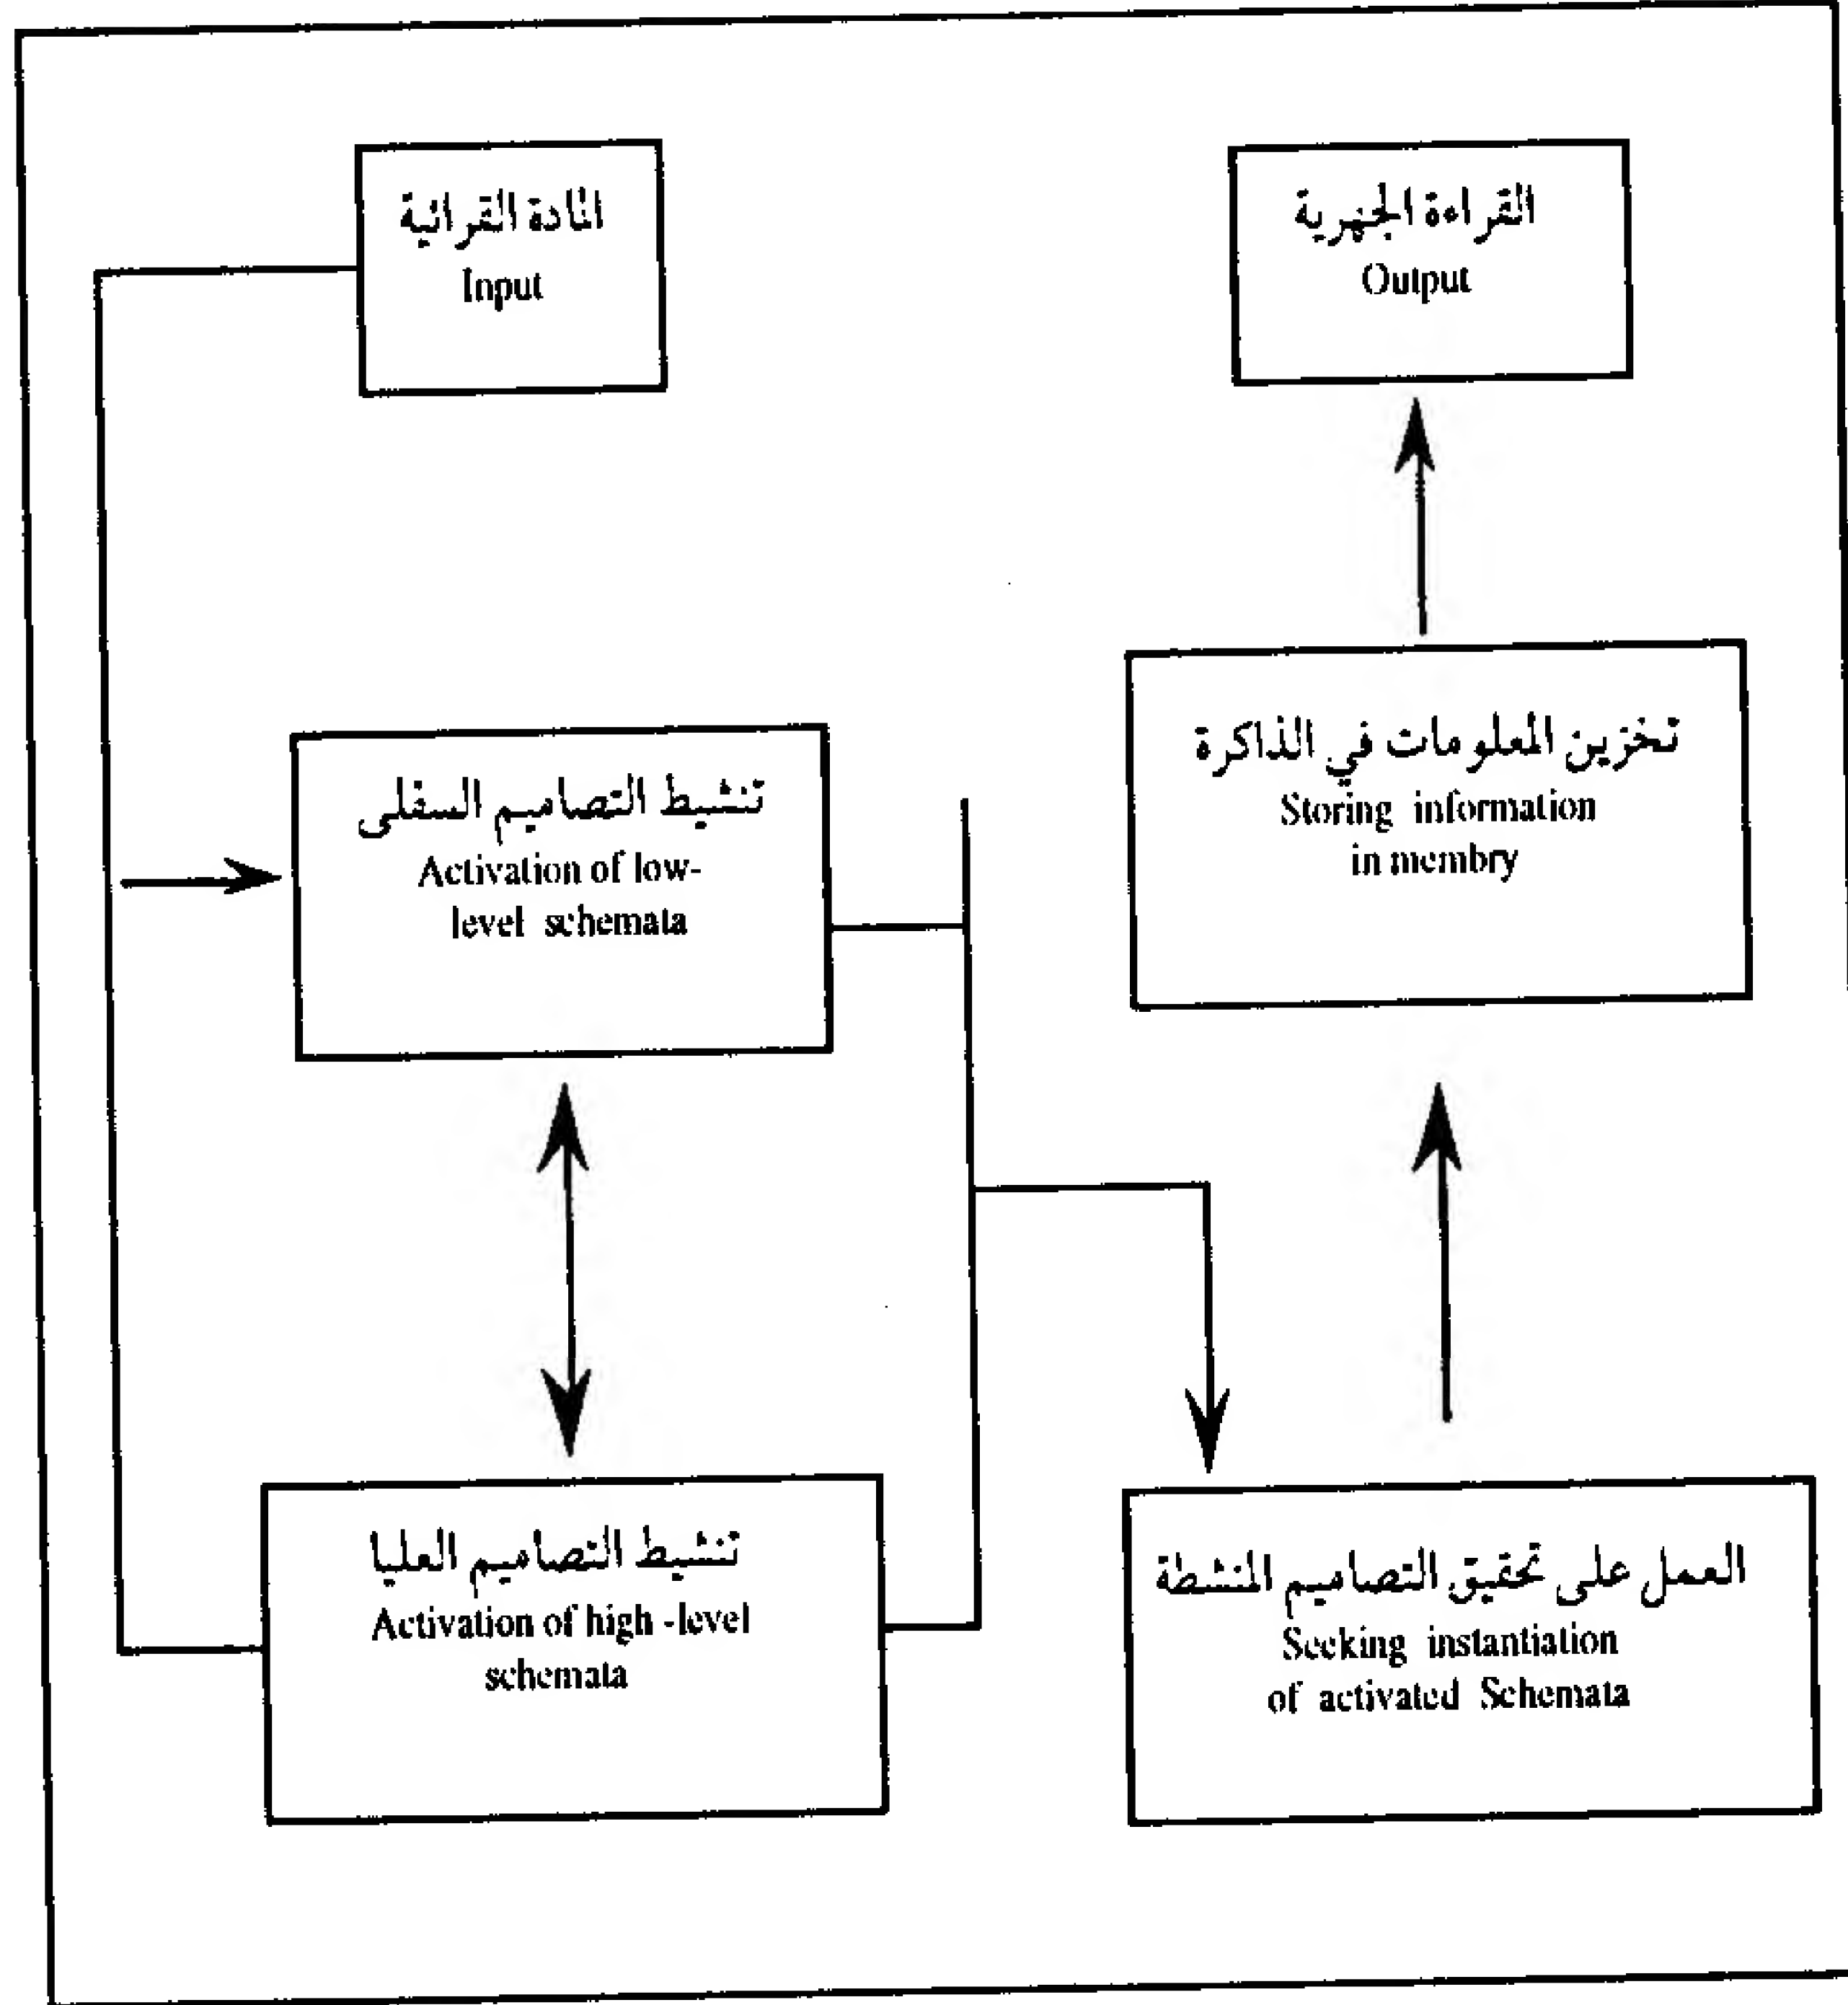 المادة القرائية
Input
القراءة الجهرية
Output
تنشيط التصاميم السفلى
Activation of low-
level schemata
تخزين المعلومات في الذاكرة
Storing information
in membry
تنشيط التصاميم العليا
Activation of high -level
schemata
العمل على تحقيق التصاميم المنشطة
Seeking instantiation
of activated Schemata